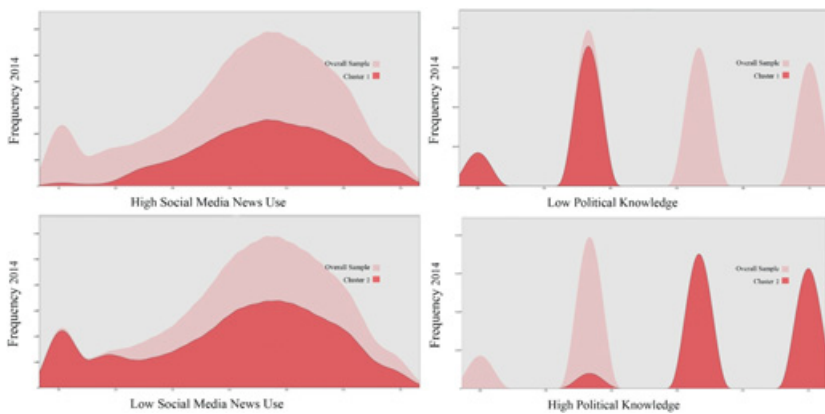 Frequency 2014
Overall Sample
Cluster 1
High Social Media News Use
Frequency 2014
Overall Sample
Cluster 1
Low Political Knowledge
Frequency 2014
Overall Sample
Cluster 2
Low Social Media News Use
Frequency 2014
Overall Sample
Cluster 2
High Political Knowledge